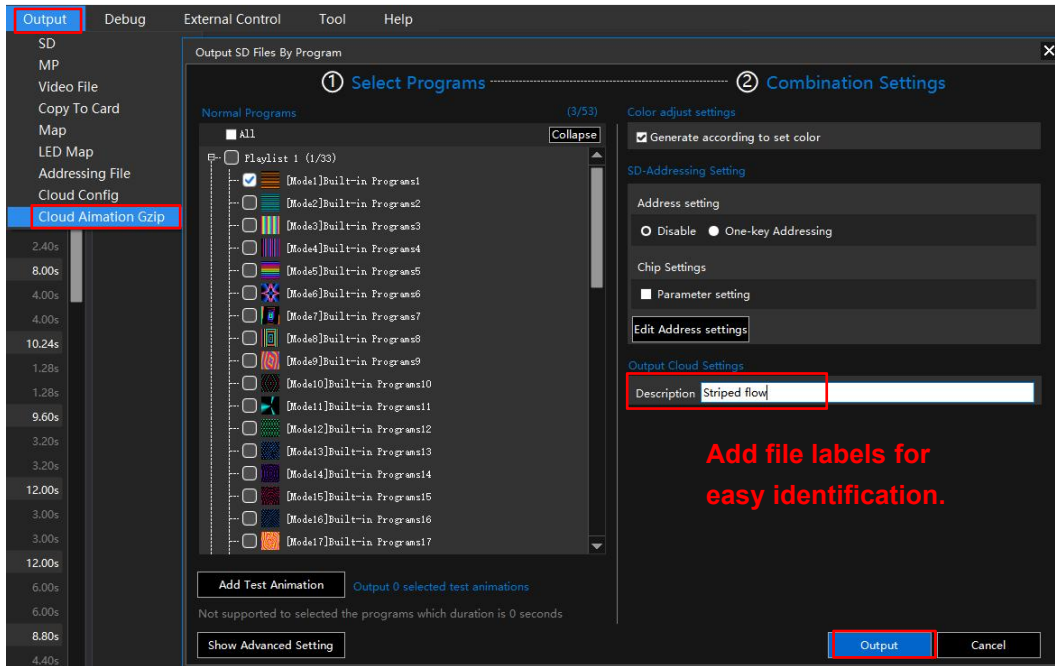 Output Debug External Control Tool Help
SD
MP
Video File
Copy To Card
Map
LED Map
Addressing File
Cloud Config
Cloud Aimation Gzip
2.40s
8.00s
4.00s
4.00s
10.24s
1.28s
1.28s
9.60s
3.20s
3.20s
12.00s
3.00s
3.00s
12.00s
6.00s
6.00s
8.80s
4.40s
Output SD Files By Program
① Select Programs ② Combination Settings
Normal Programs (3/53)
All Collapse
Playlist 1 (1/33)
[Mode1]Built-in Programs1
[Mode2]Built-in Programs2
[Mode3]Built-in Programs3
[Mode4]Built-in Programs4
[Mode5]Built-in Programs5
[Mode6]Built-in Programs6
[Mode7]Built-in Programs7
[Mode8]Built-in Programs8
[Mode9]Built-in Programs9
[Mode10]Built-in Programs10
[Mode11]Built-in Programs11
[Mode12]Built-in Programs12
[Mode13]Built-in Programs13
[Mode14]Built-in Programs14
[Mode15]Built-in Programs15
[Mode16]Built-in Programs16
[Mode17]Built-in Programs17
Add Test Animation Output 0 selected test animations
Not supported to selected the programs which duration is 0 seconds
Show Advanced Setting
Color adjust settings
Generate according to set color
SD-Addressing Setting
Address setting
Disable One-key Addressing
Chip Settings
Parameter setting
Edit Address settings
Output Cloud Settings
Description Striped flow
Add file labels for
easy identification.
Output Cancel